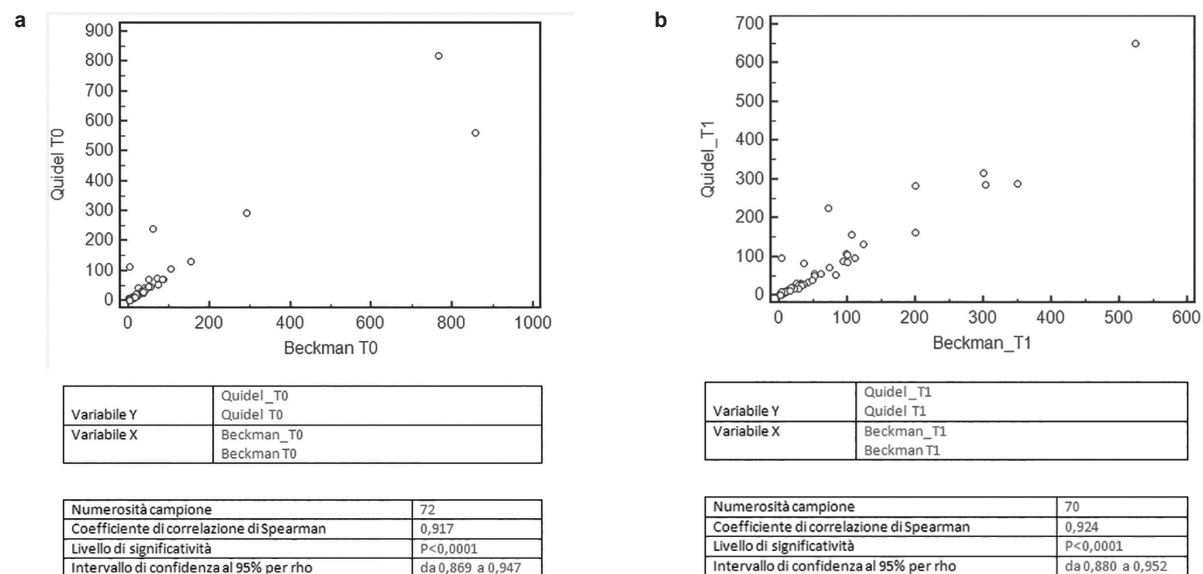 a
900
800
700
600
500
400
300
200
100
0
Quidel T0
0 200 400 600 800 1000
Beckman T0
Variabile Y Quidel_T0
Quidel T0
Variabile X Beckman_T0
Beckman T0
Numerosità campione 72
Coefficiente di correlazione di Spearman 0,917
Livello di significatività P<0,0001
Intervallo di confidenza al 95% per rho da 0,869 a 0,947
b
700
600
500
400
300
200
100
0
Quidel_T1
0 100 200 300 400 500 600
Beckman_T1
Variabile Y Quidel_T1
Quidel T1
Variabile X Beckman_T1
Beckman T1
Numerosità campione 70
Coefficiente di correlazione di Spearman 0,924
Livello di significatività P<0,0001
Intervallo di confidenza al 95% per rho da 0,880 a 0,952